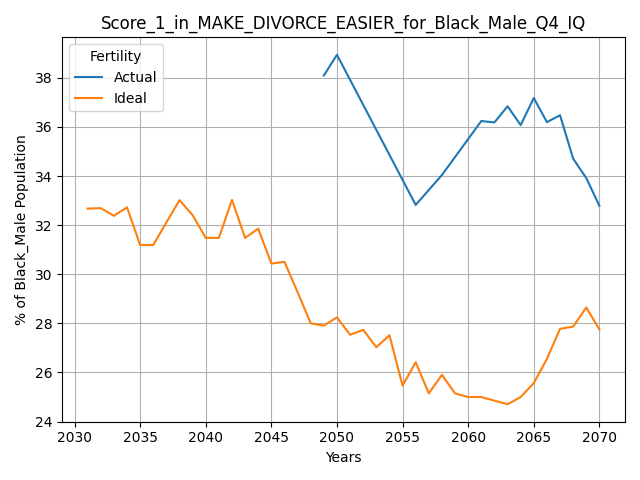 Score_1_in_MAKE_DIVORCE_EASIER_for_Black_Male_Q4_IQ
Fertility
Actual
Ideal
% of Black_Male Population
38
36
34
32
30
28
26
24
2030 2035 2040 2045 2050 2055 2060 2065 2070
Years